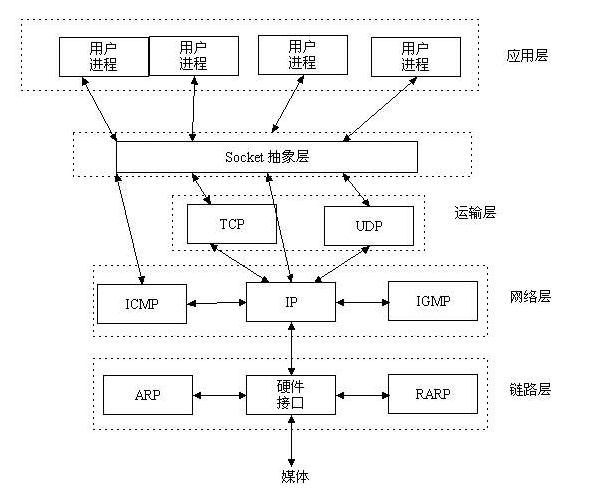 用户 用户 用户 用户
进程 进程 进程 进程
应用层
Socket 抽象层
TCP UDP 运输层
ICMP IP IGMP 网络层
ARP 硬件 RARP 链路层
接口
媒体